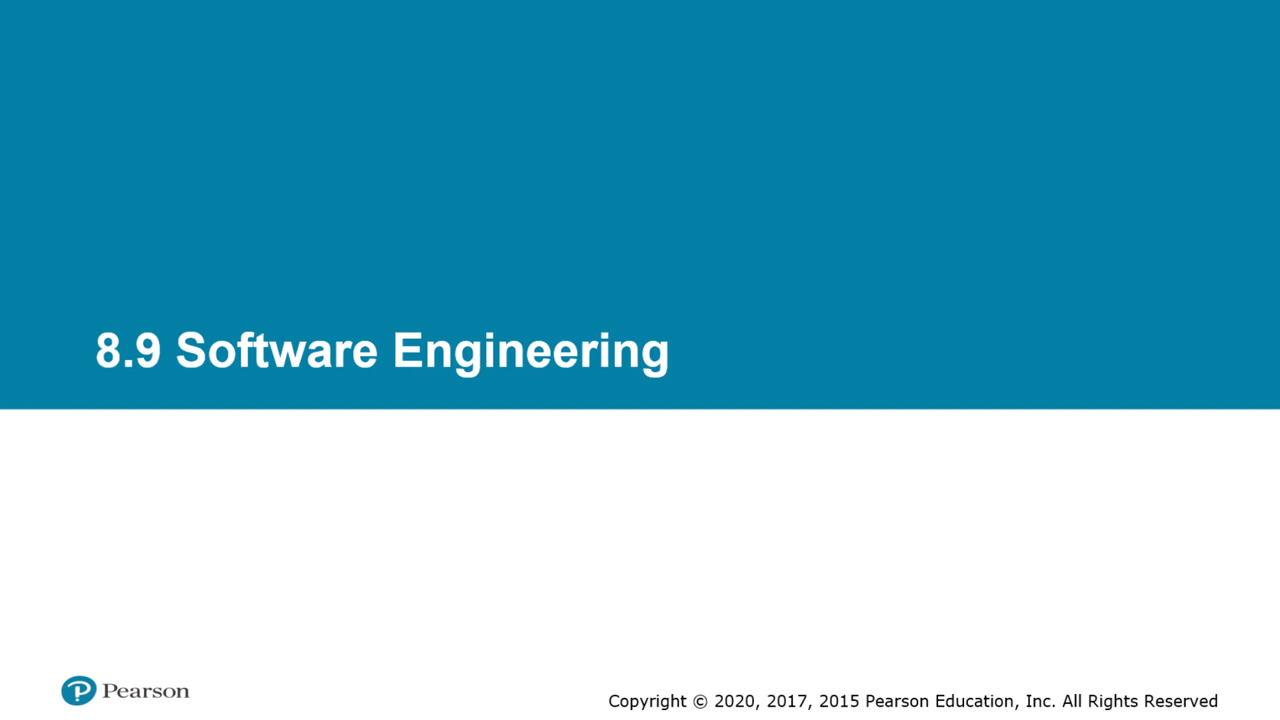 8.9 Software Engineering
Pearson
Copyright © 2020, 2017, 2015 Pearson Education, Inc. All Rights Reserved